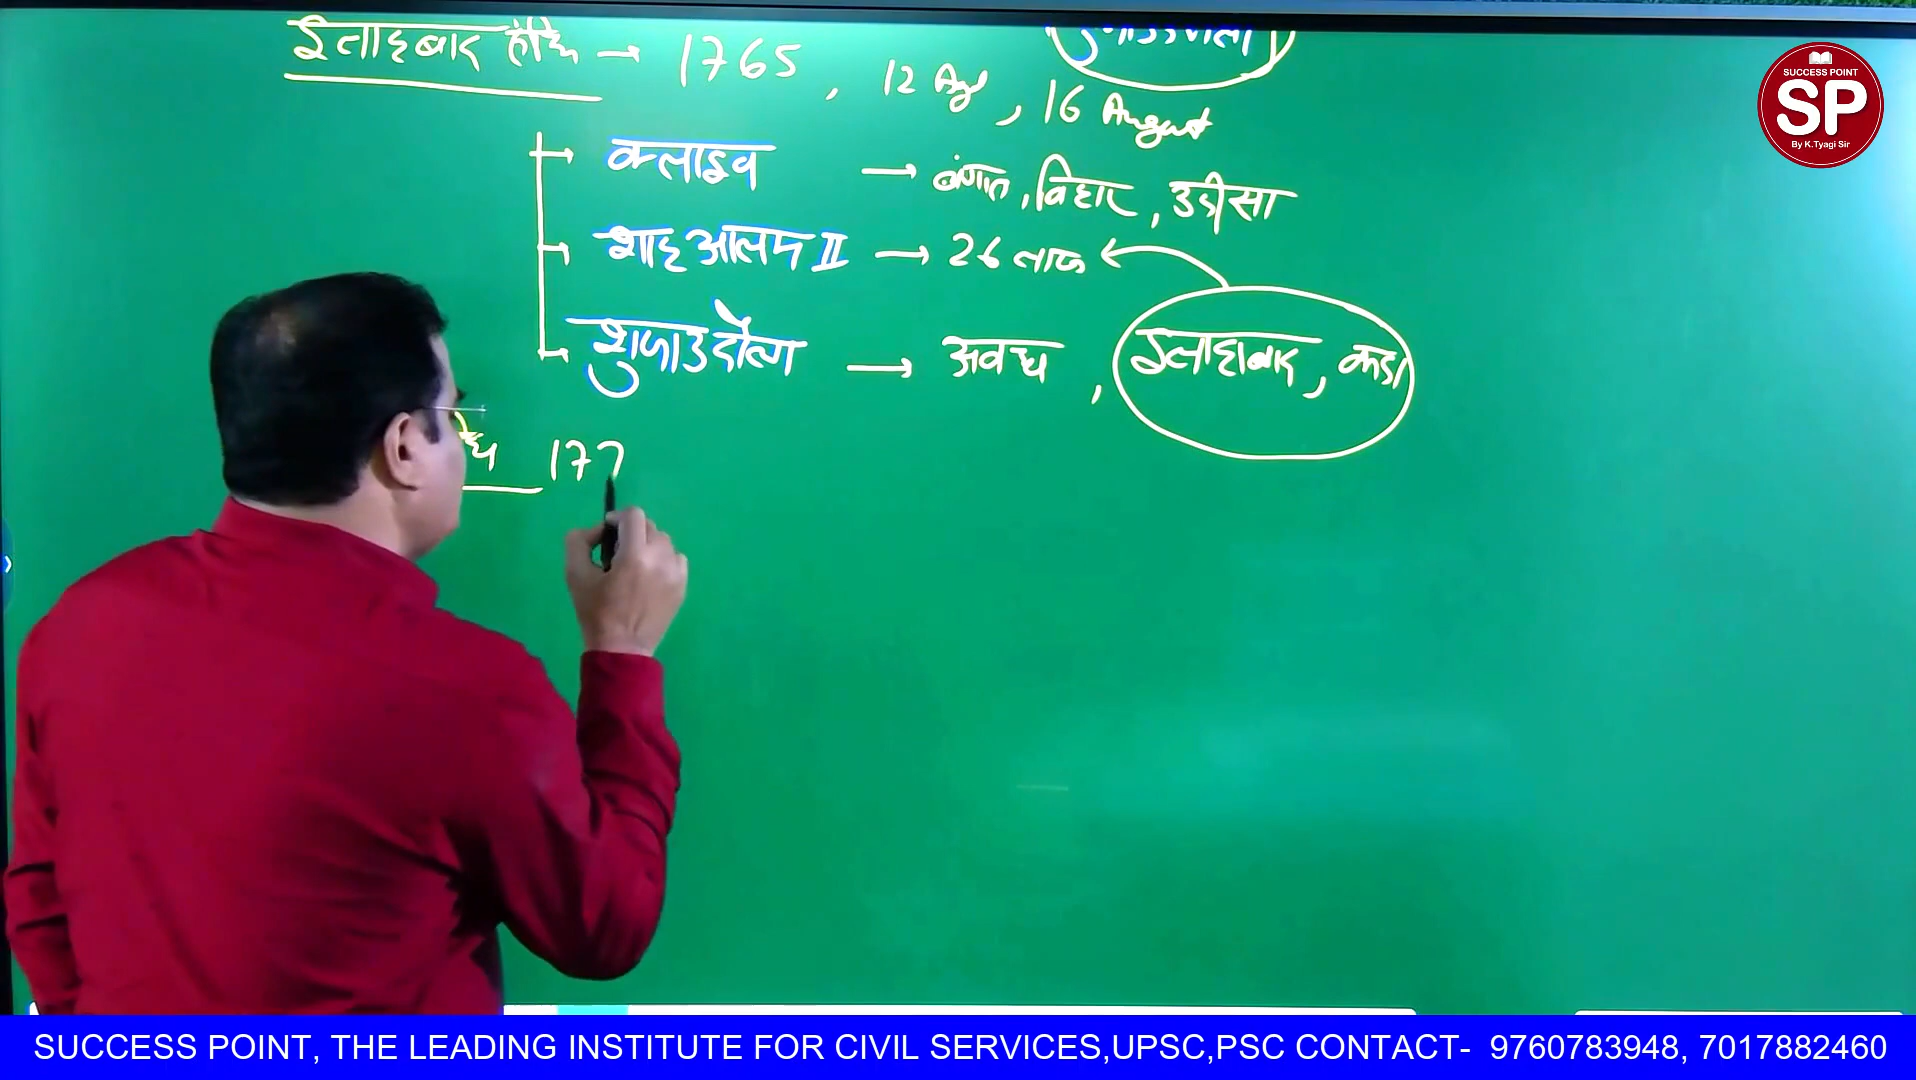 इलाहबाद संधि → 1765, 12 Aug, 16 August
क्लाइव → बंगाल, बिहार, उडीसा
शाह आलम II → 26 लाख
शुजाउदौला → अवध, इलाहाबाद, कडा
177
SUCCESS POINT
SP
By K.Tyagi Sir
SUCCESS POINT, THE LEADING INSTITUTE FOR CIVIL SERVICES,UPSC,PSC CONTACT- 9760783948, 7017882460